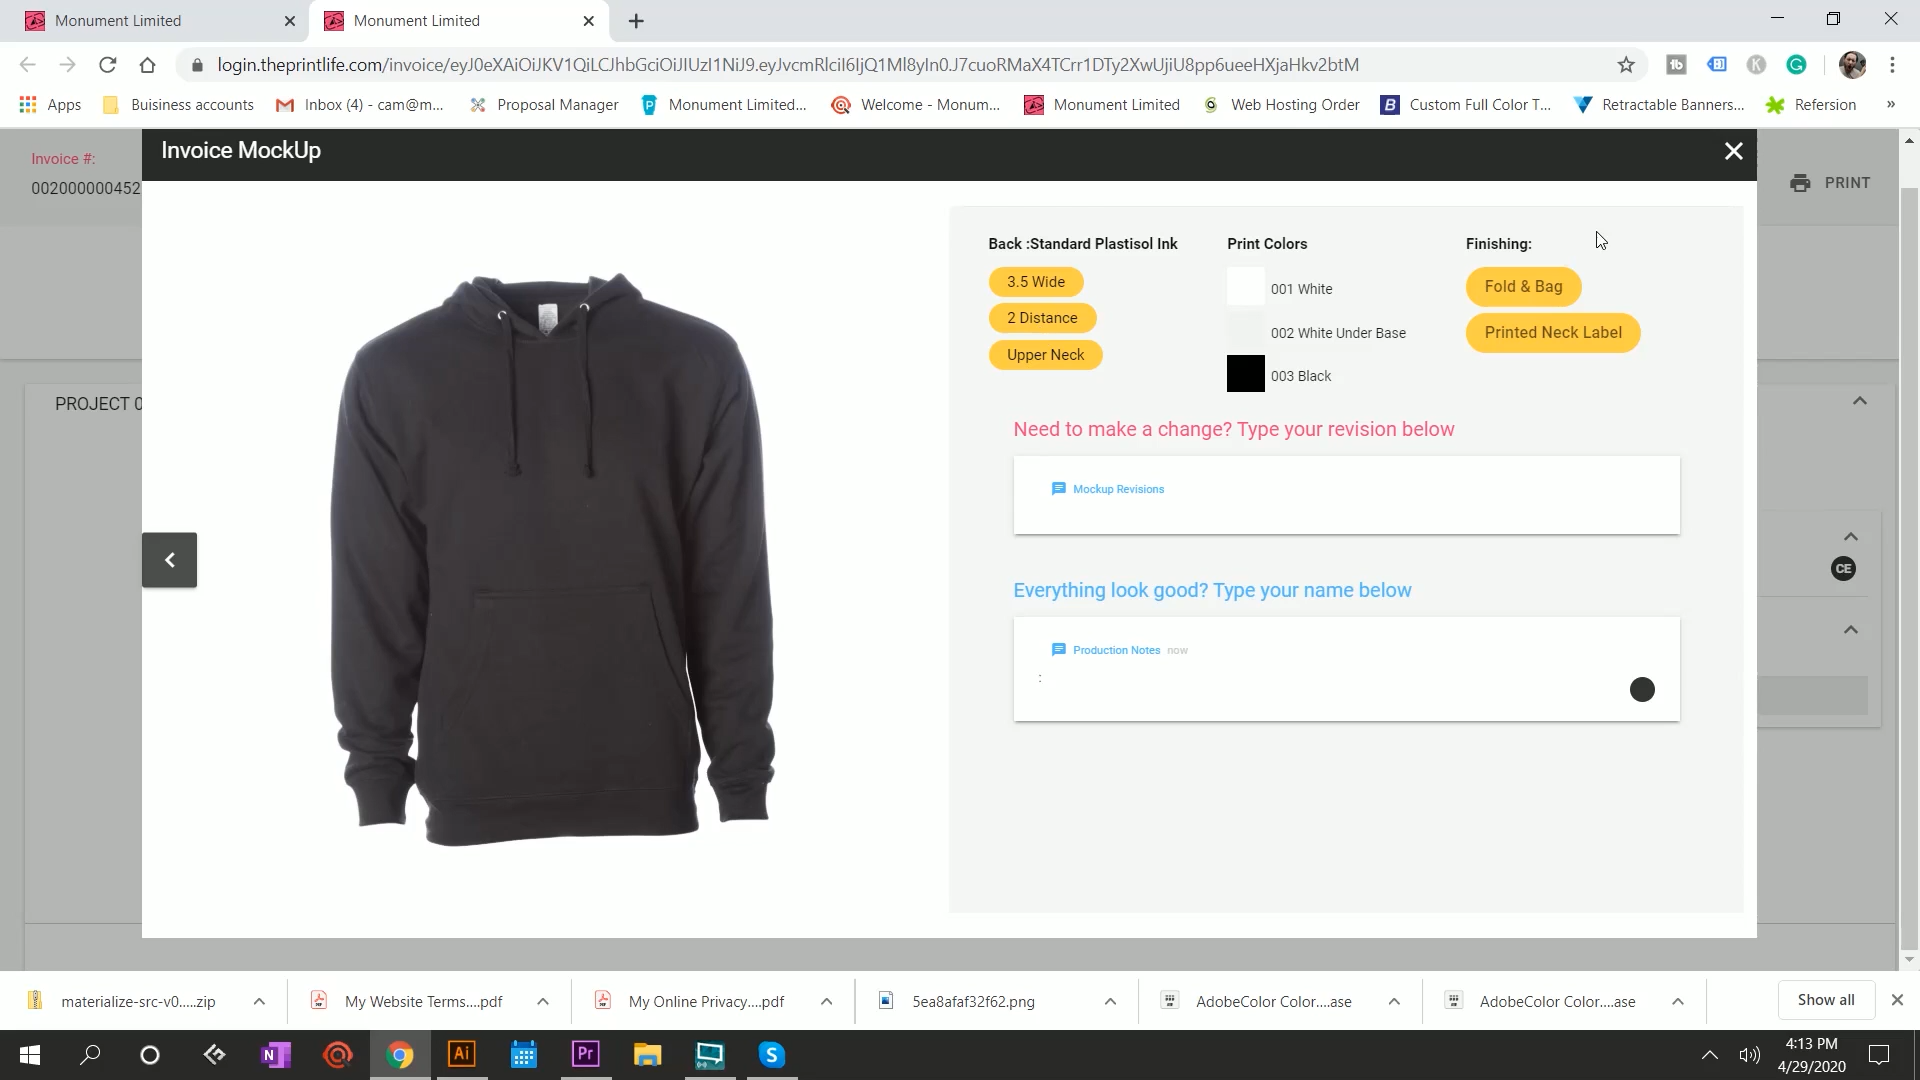 Monument Limited
Monument Limited
login.theprintlife.com/invoice/eyJ0eXAiOiJKV1QiLCJhbGciOiJIUzI1NiJ9.eyJvcmRlciI6IjQ1Ml8yIn0.J7cuoRMaX4TCrr1DTy2XwUjiU8pp6ueeHXjaHkv2btM
Apps Buisiness accounts Inbox (4) - cam@m... Proposal Manager Monument Limited... Welcome - Monum... Monument Limited Web Hosting Order Custom Full Color T... Retractable Banners... Refersion »
Invoice MockUp
Invoice #:
002000000452
PRINT
PROJECT 0
Back :Standard Plastisol Ink
3.5 Wide
2 Distance
Upper Neck
Print Colors
001 White
002 White Under Base
003 Black
Finishing:
Fold & Bag
Printed Neck Label
Need to make a change? Type your revision below
Mockup Revisions
Everything look good? Type your name below
Production Notes now
:
CE
materialize-src-v0.....zip My Website Terms....pdf My Online Privacy....pdf 5ea8afaf32f62.png AdobeColor Color....ase AdobeColor Color....ase Show all
4:13 PM
4/29/2020